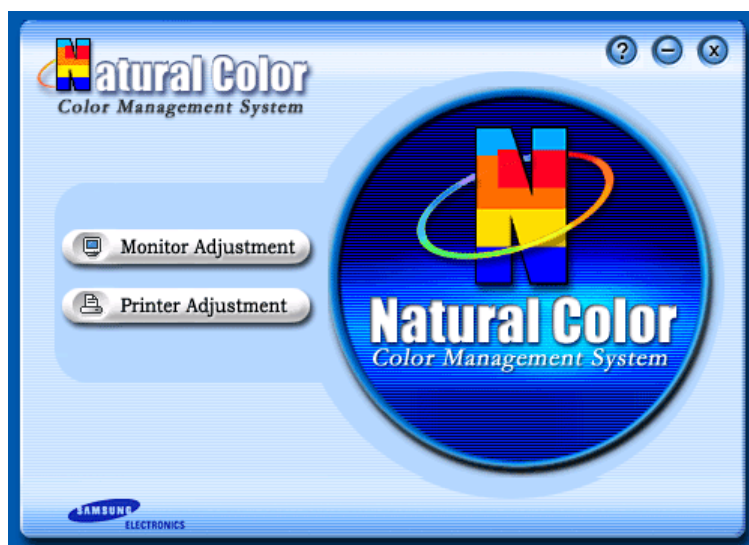 Natural Color
Color Management System
? – x
Monitor Adjustment
Printer Adjustment
N
Natural Color
Color Management System
SAMSUNG
ELECTRONICS